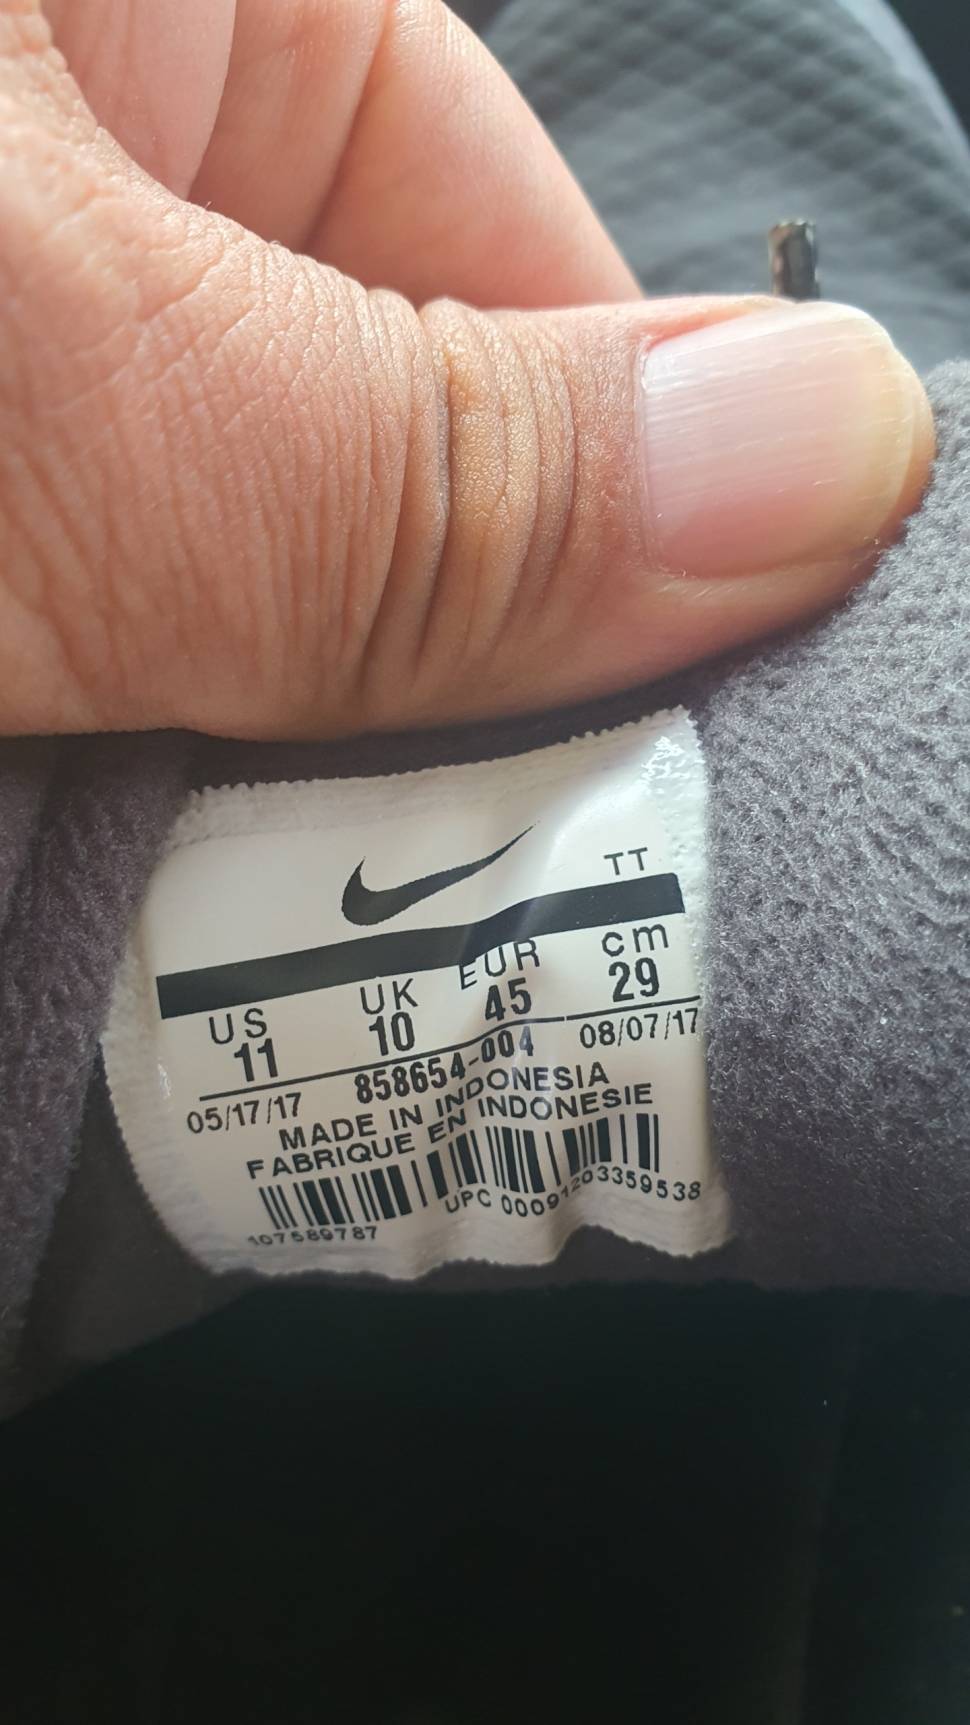 TT
US UK EUR cm
11 10 45 29
05/17/17 858654-004 08/07/17
MADE IN INDONESIA
FABRIQUE EN INDONESIE
UPC 00091203359538
107589787